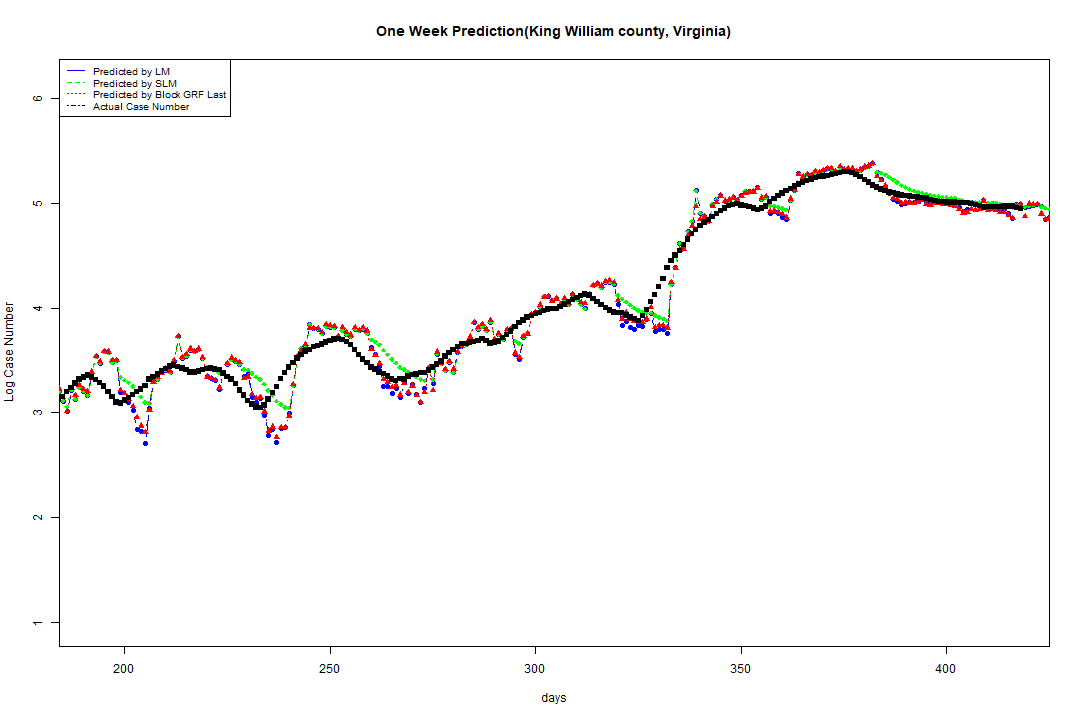 One Week Prediction(King William county, Virginia)
Predicted by LM
Predicted by SLM
Predicted by Block GRF Last
Actual Case Number
6
5
4
3
2
1
Log Case Number
200 250 300 350 400
days